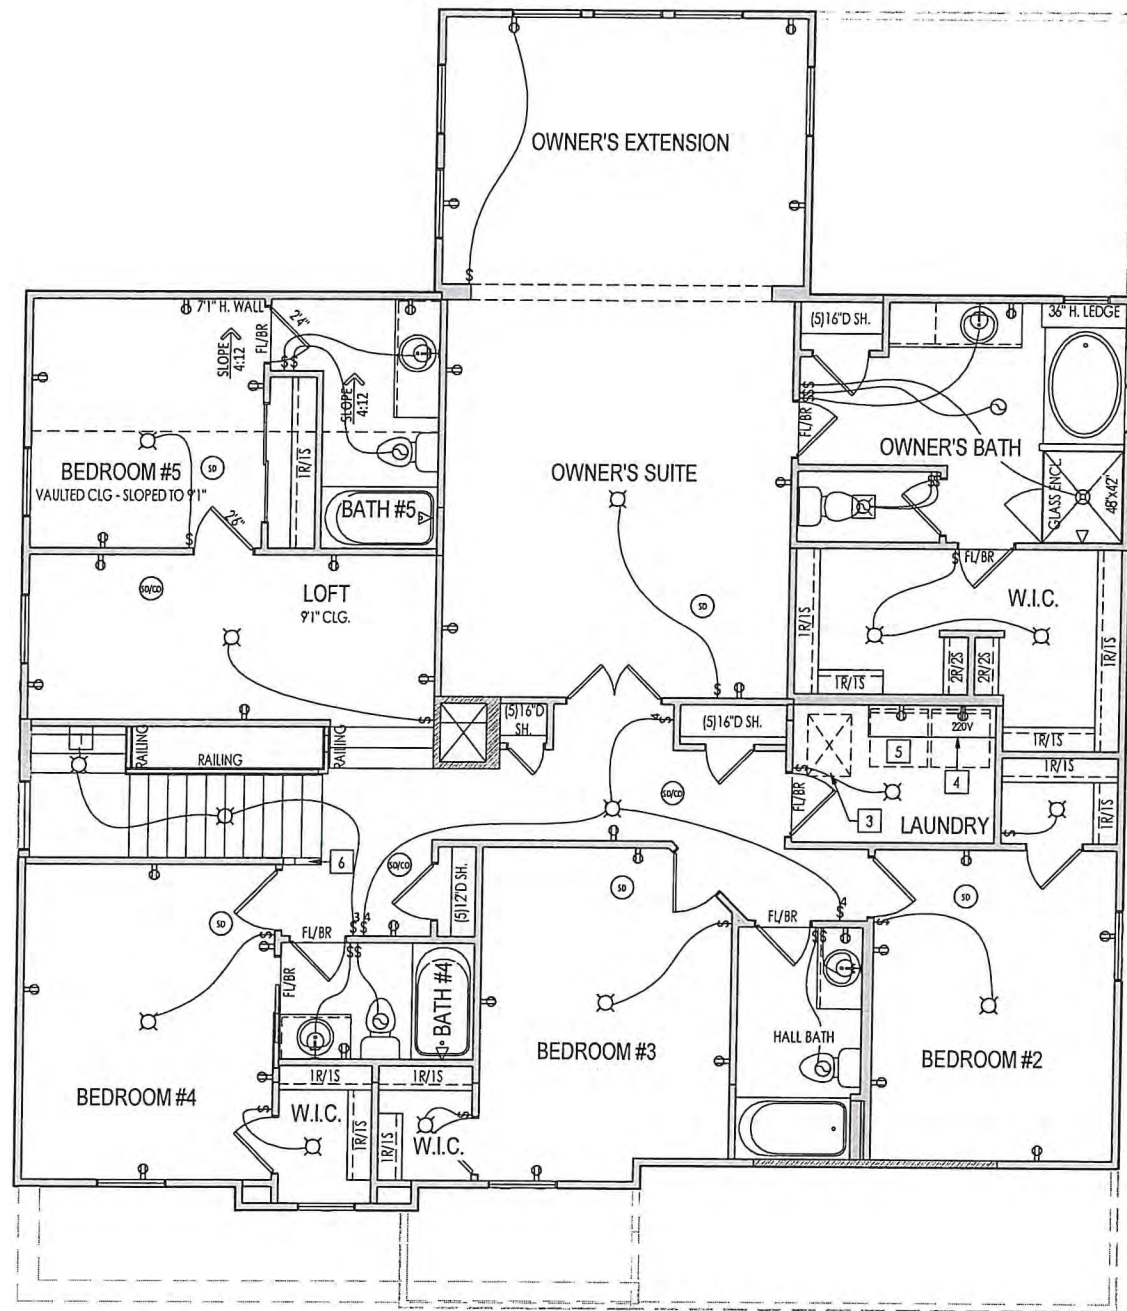 OWNER'S EXTENSION
7'1" H. WALL
2'4"
FL/BR
SLOPE
4:12
SLOPE
4:12
(5)16"D SH.
36" H. LEDGE
FL/BR
OWNER'S BATH
GLASS ENCL.
48"x42"
BEDROOM #5
VAULTED CLG - SLOPED TO 9'1"
SD
1R/1S
BATH #5
2'6"
OWNER'S SUITE
SD/CO
LOFT
9'1" CLG.
SD
FL/BR
W.I.C.
1R/1S
1R/1S
2R/2S
2R/2S
1R/1S
1R/1S
(5)16"D
SH.
(5)16"D SH.
4
220V
5
4
3
LAUNDRY
FL/BR
1R/1S
1R/1S
RAILING
RAILING
RAILING
SD/CO
6
SD/CO
(5)12"D SH.
SD
SD
SD
3
4
4
FL/BR
FL/BR
FL/BR
BATH #4
HALL BATH
BEDROOM #3
BEDROOM #2
BEDROOM #4
1R/1S
1R/1S
W.I.C.
1R/1S
1R/1S
W.I.C.